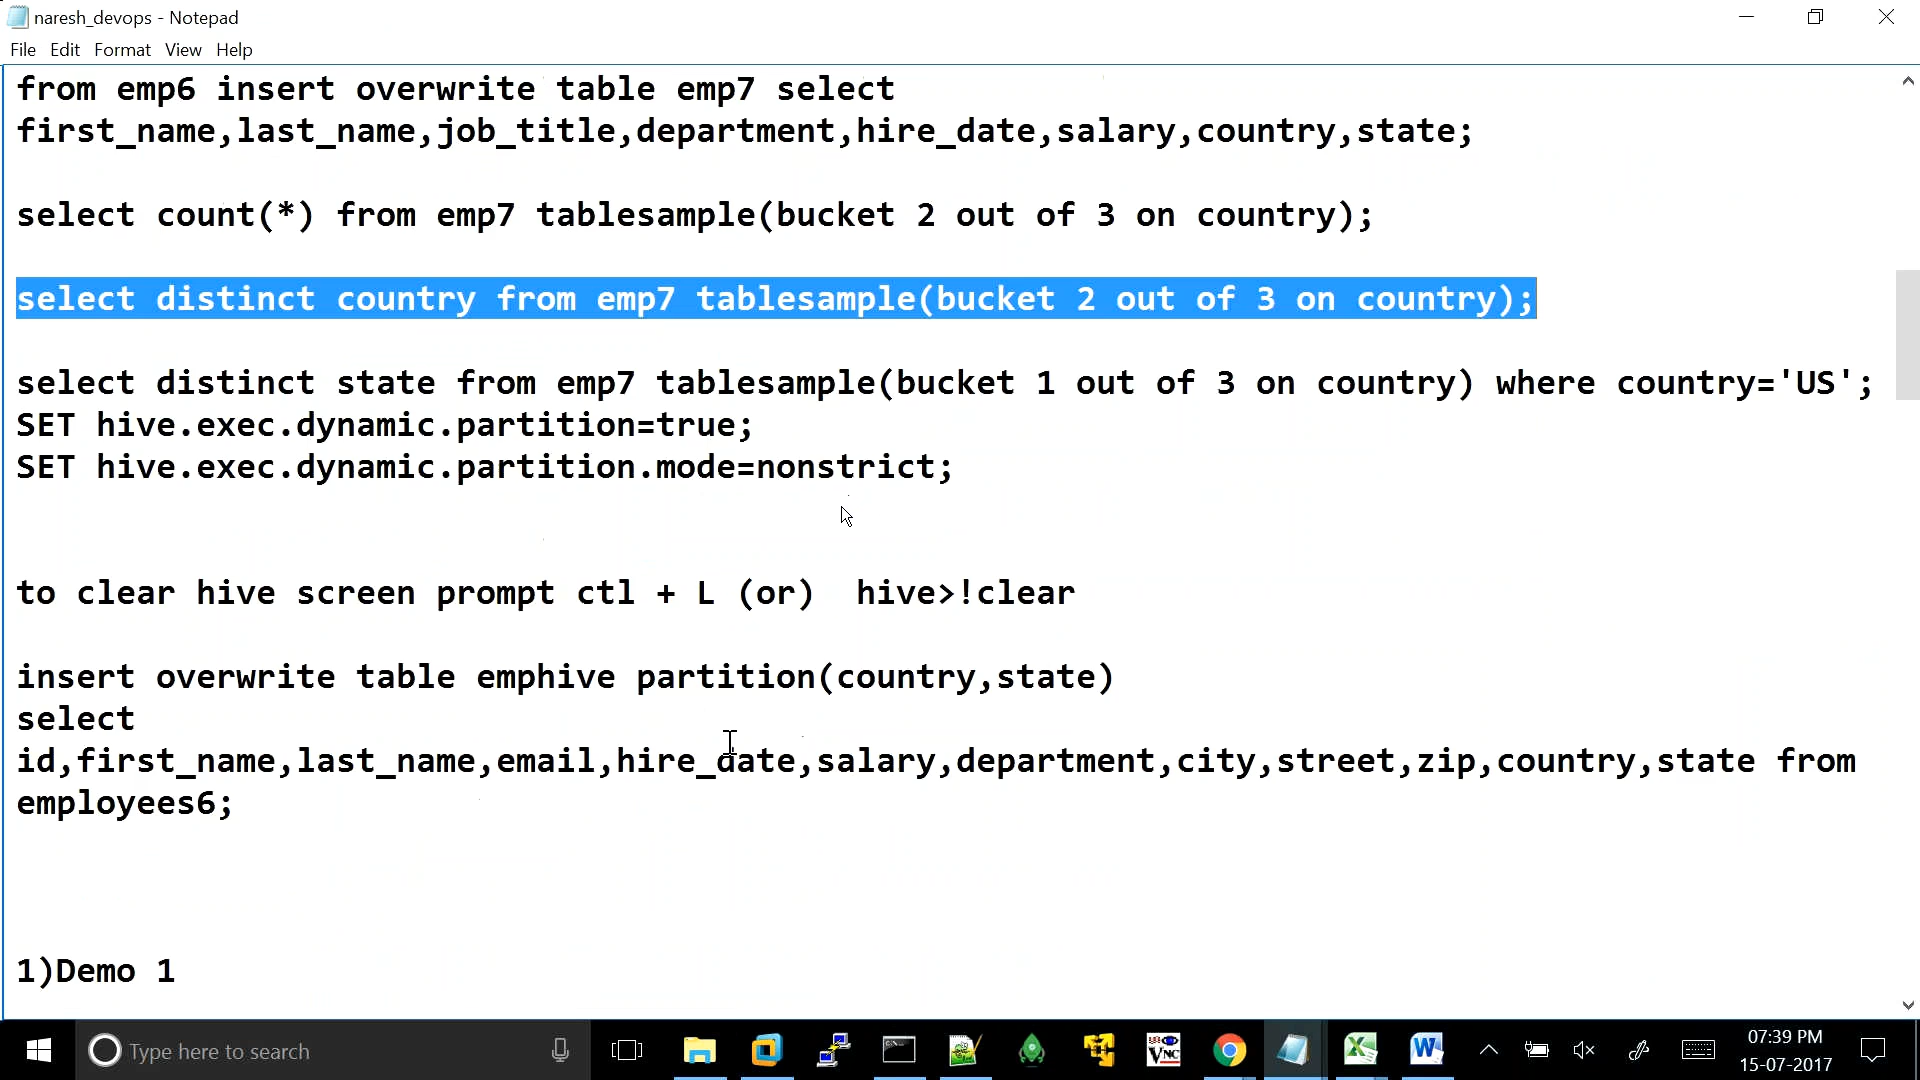 naresh_devops - Notepad
File Edit Format View Help
from emp6 insert overwrite table emp7 select
first_name,last_name,job_title,department,hire_date,salary,country,state;
select count(*) from emp7 tablesample(bucket 2 out of 3 on country);
select distinct country from emp7 tablesample(bucket 2 out of 3 on country);
select distinct state from emp7 tablesample(bucket 1 out of 3 on country) where country='US';
SET hive.exec.dynamic.partition=true;
SET hive.exec.dynamic.partition.mode=nonstrict;
to clear hive screen prompt ctl + L (or)  hive>!clear
insert overwrite table emphive partition(country,state)
select
id,first_name,last_name,email,hire_date,salary,department,city,street,zip,country,state from
employees6;
1)Demo 1
Type here to search
VNC
07:39 PM
15-07-2017